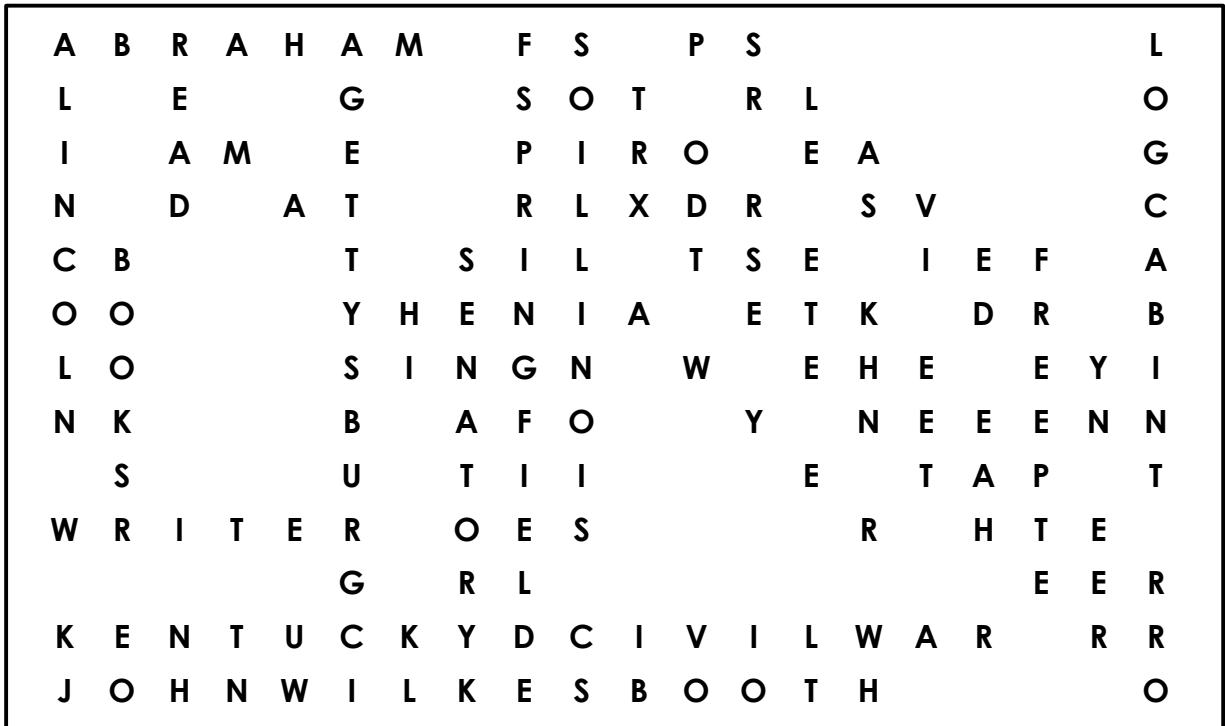 A B R A H A M F S P S L
L E G S O T R L O
I A M E P I R O E A G
N D A T R L X D R S V C
C B T S I L T S E I E F A
O O Y H E N I A E T K D R B
L O S I N G N W E H E E Y I
N K B A F O Y N E E E N N
S U T I I E T A P T
W R I T E R O E S R H T E
G R L E E R
K E N T U C K Y D C I V I L W A R R R
J O H N W I L K E S B O O T H O